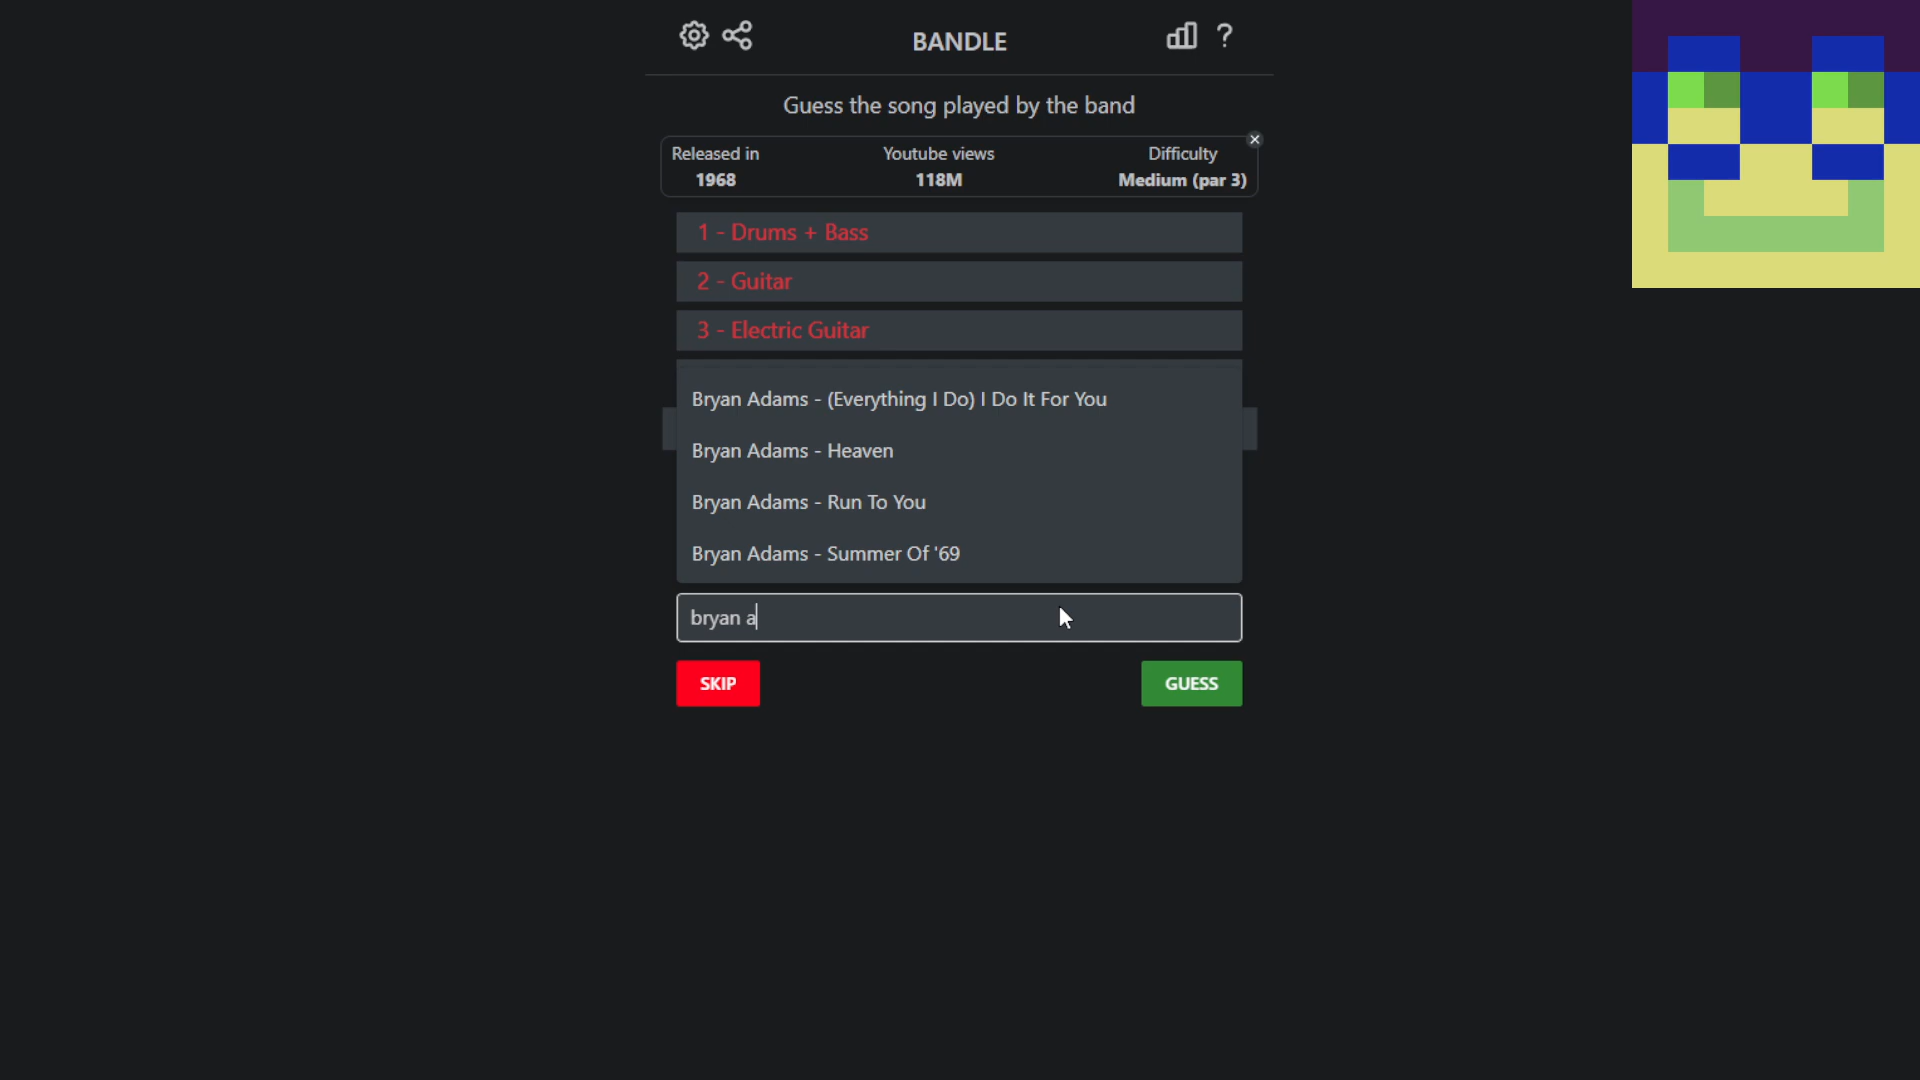 BANDLE
?
Guess the song played by the band
Released in
1968
Youtube views
118M
Difficulty
Medium (par 3)
1 - Drums + Bass
2 - Guitar
3 - Electric Guitar
Bryan Adams - (Everything I Do) I Do It For You
Bryan Adams - Heaven
Bryan Adams - Run To You
Bryan Adams - Summer Of '69
bryan a
SKIP
GUESS